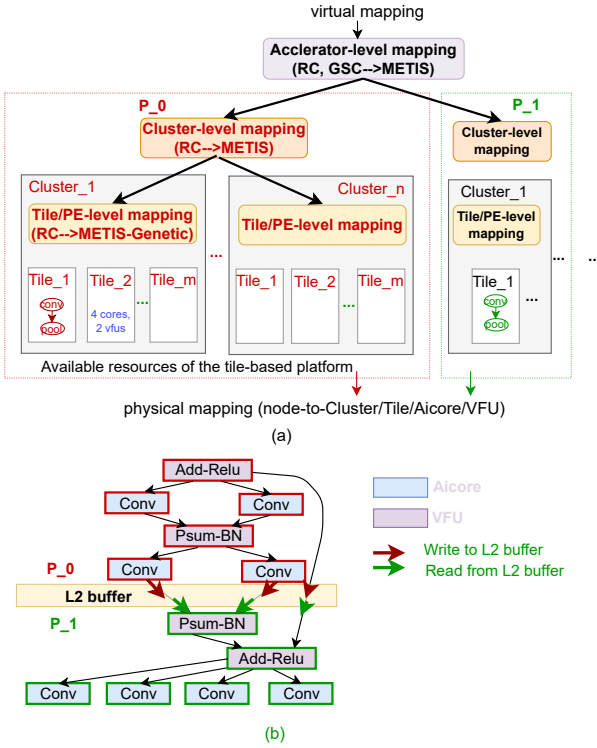 virtual mapping
Acclerator-level mapping
(RC, GSC-->METIS)
P_0
P_1
Cluster-level mapping
(RC-->METIS)
Cluster-level
mapping
Cluster_1
Cluster_n
Cluster_1
Tile/PE-level mapping
(RC-->METIS-Genetic)
Tile/PE-level mapping
Tile/PE-level
mapping
...
Tile_1
Tile_2
Tile_m
Tile_1
Tile_2
Tile_m
Tile_1
conv
pool
4 cores,
2 vfus
...
...
conv
pool
...
...
..
..
Available resources of the tile-based platform
physical mapping (node-to-Cluster/Tile/Aicore/VFU)
(a)
Add-Relu
Conv
Conv
Psum-BN
Conv
Conv
P_0
L2 buffer
P_1
Psum-BN
Add-Relu
Conv
Conv
Conv
Conv
Aicore
VFU
Write to L2 buffer
Read from L2 buffer
(b)